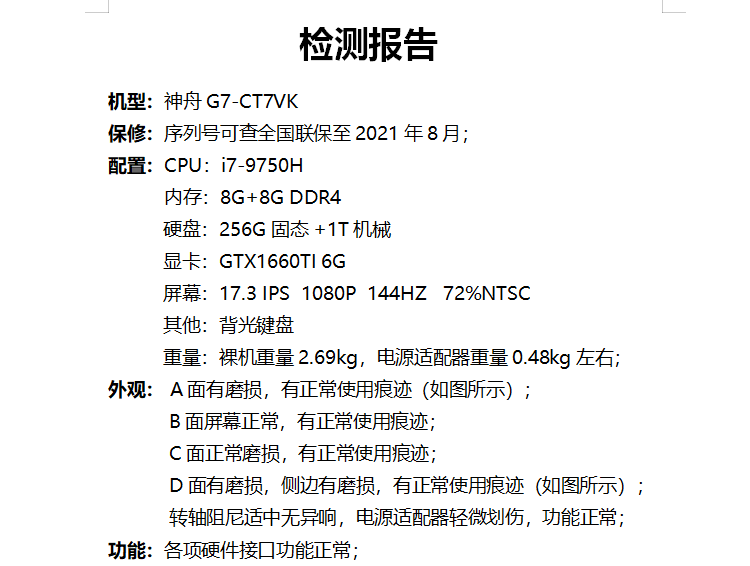 检测报告
机型：神舟 G7-CT7VK
保修：序列号可查全国联保至 2021 年 8 月；
配置：CPU：i7-9750H
内存：8G+8G DDR4
硬盘：256G 固态 +1T 机械
显卡：GTX1660TI 6G
屏幕：17.3 IPS 1080P 144HZ 72%NTSC
其他：背光键盘
重量：裸机重量 2.69kg，电源适配器重量 0.48kg 左右；
外观： A 面有磨损，有正常使用痕迹（如图所示）；
B 面屏幕正常，有正常使用痕迹；
C 面正常磨损，有正常使用痕迹；
D 面有磨损，侧边有磨损，有正常使用痕迹（如图所示）；
转轴阻尼适中无异响，电源适配器轻微划伤，功能正常；
功能：各项硬件接口功能正常；